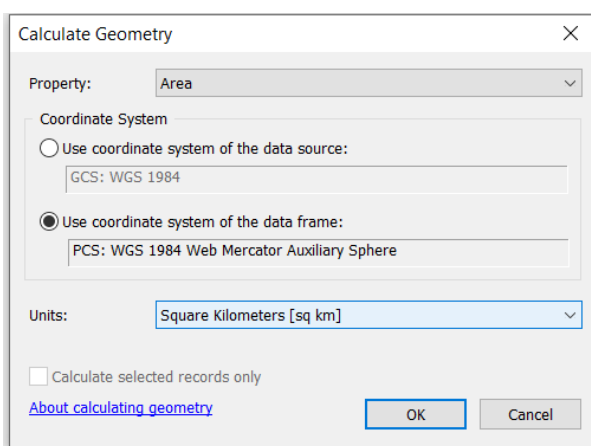 Calculate Geometry
Property: Area
Coordinate System
Use coordinate system of the data source:
GCS: WGS 1984
Use coordinate system of the data frame:
PCS: WGS 1984 Web Mercator Auxiliary Sphere
Units: Square Kilometers [sq km]
Calculate selected records only
About calculating geometry OK Cancel